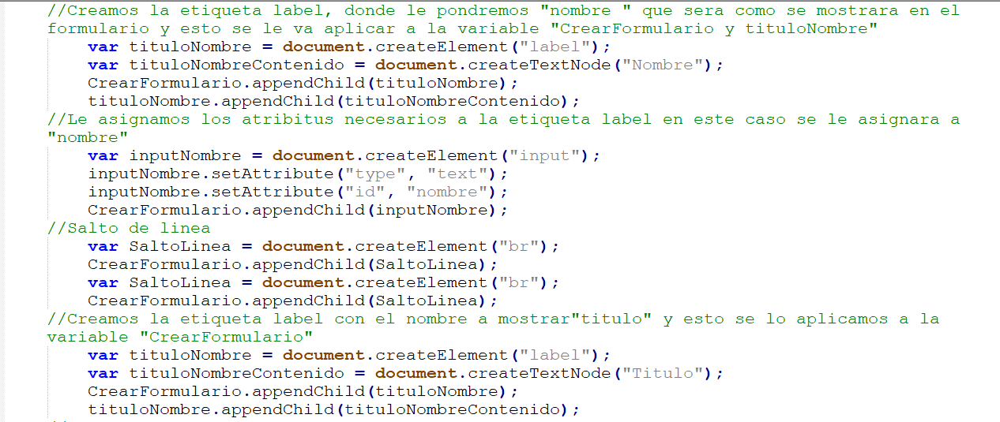 //Creamos la etiqueta label, donde le pondremos "nombre " que sera como se mostrara en el
formulario y esto se le va aplicar a la variable "CrearFormulario y tituloNombre"
var tituloNombre = document.createElement("label");
var tituloNombreContenido = document.createTextNode("Nombre");
CrearFormulario.appendChild(tituloNombre);
tituloNombre.appendChild(tituloNombreContenido);
//Le asignamos los atribitus necesarios a la etiqueta label en este caso se le asignara a
"nombre"
var inputNombre = document.createElement("input");
inputNombre.setAttribute("type", "text");
inputNombre.setAttribute("id", "nombre");
CrearFormulario.appendChild(inputNombre);
//Salto de linea
var SaltoLinea = document.createElement("br");
CrearFormulario.appendChild(SaltoLinea);
var SaltoLinea = document.createElement("br");
CrearFormulario.appendChild(SaltoLinea);
//Creamos la etiqueta label con el nombre a mostrar"titulo" y esto se lo aplicamos a la
variable "CrearFormulario"
var tituloNombre = document.createElement("label");
var tituloNombreContenido = document.createTextNode("Titulo");
CrearFormulario.appendChild(tituloNombre);
tituloNombre.appendChild(tituloNombreContenido);